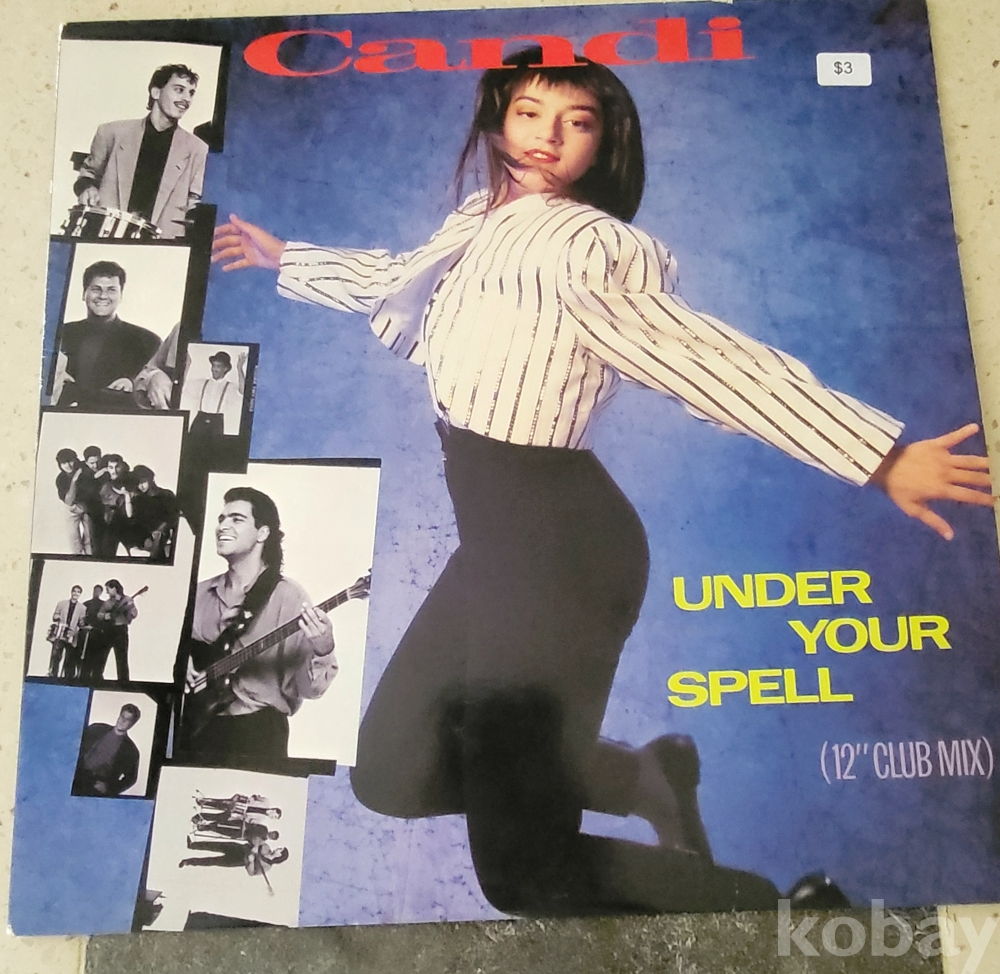 Candi
$3
UNDER
YOUR
SPELL
(12" CLUB MIX)
kobay